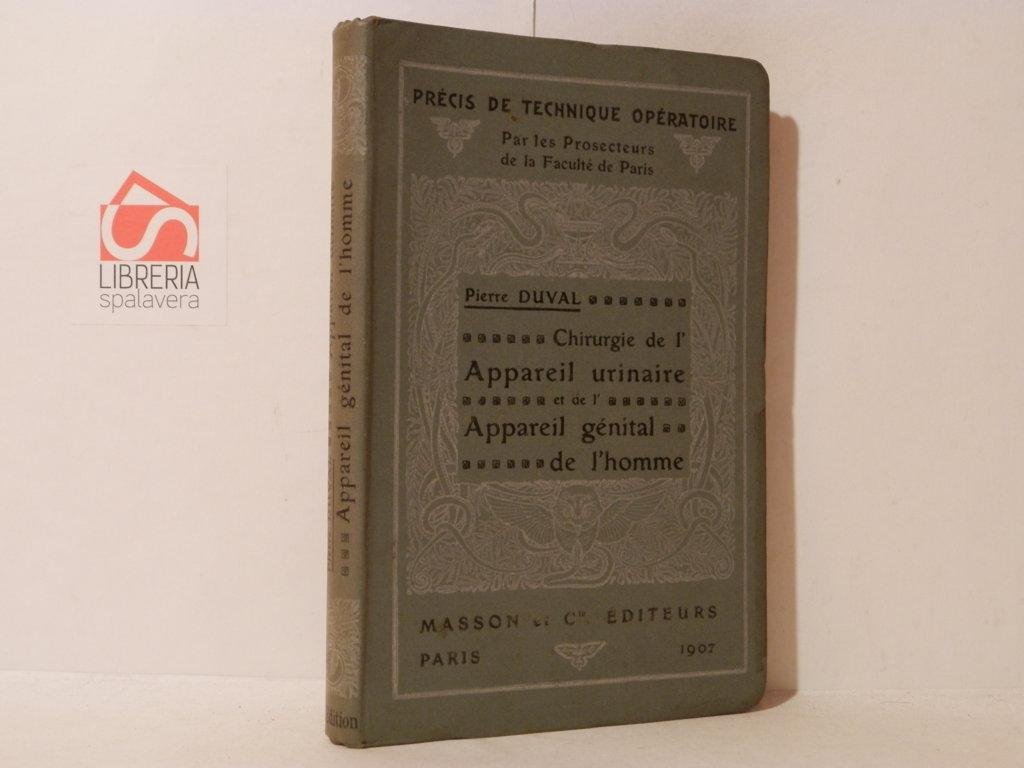 LIBRERIA
spalavera
Appareil génital de l'homme
dition
PRÉCIS DE TECHNIQUE OPÉRATOIRE
Par les Prosecteurs
de la Faculté de Paris
Pierre DUVAL
Chirurgie de l'
Appareil urinaire
et de l'
Appareil génital
de l'homme
MASSON et Cie ÉDITEURS
PARIS 1907